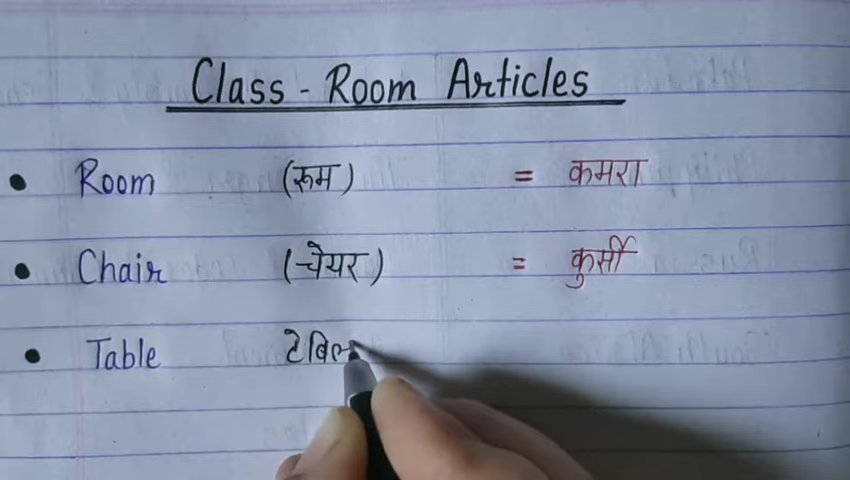 Class - Room Articles
• Room (रूम) = कमरा
• Chair (चेयर) = कुर्सी
• Table टेबिल